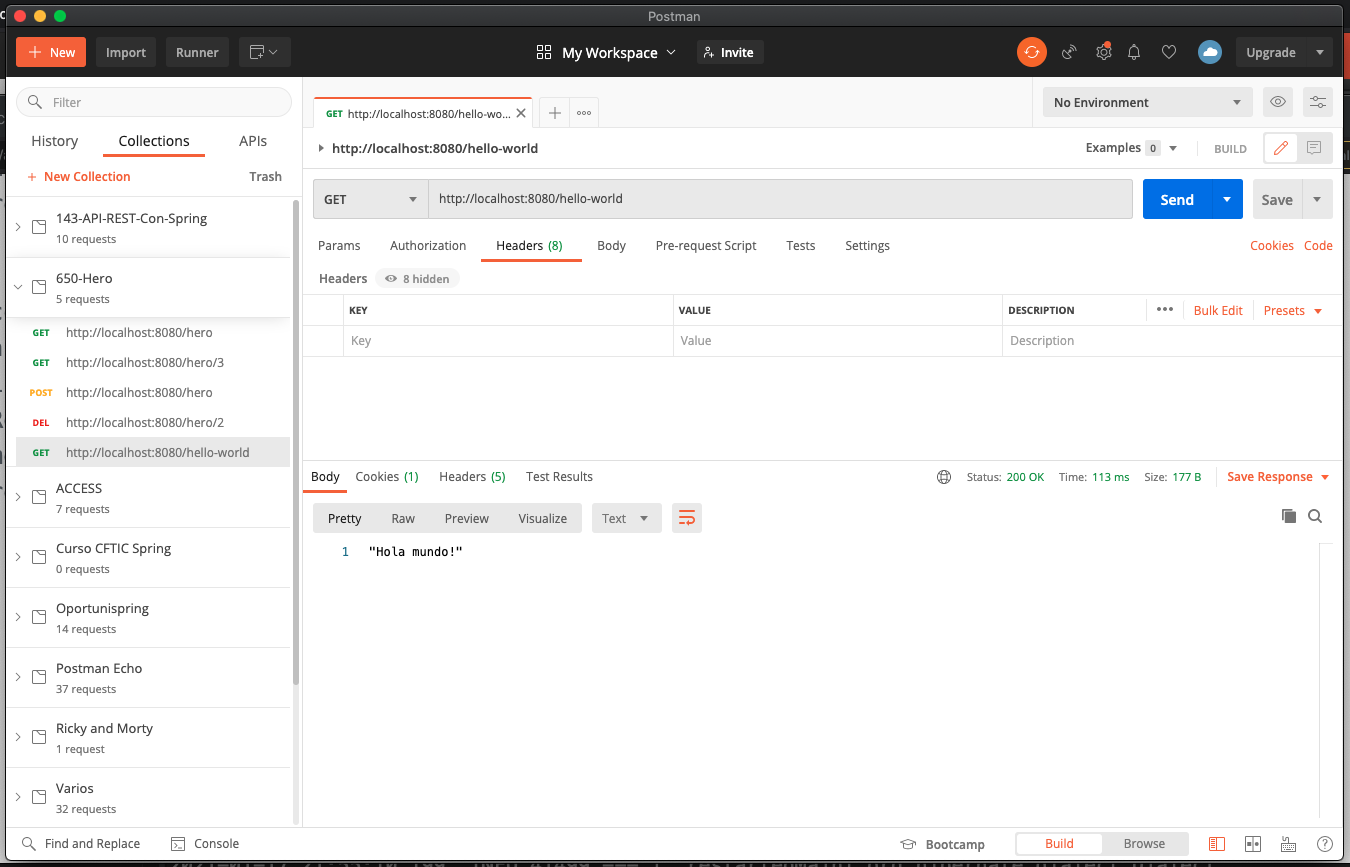 Postman
New
Import
Runner
My Workspace
Invite
Upgrade
Filter
History
Collections
APIs
+ New Collection
Trash
143-API-REST-Con-Spring
10 requests
650-Hero
5 requests
GET http://localhost:8080/hero
GET http://localhost:8080/hero/3
POST http://localhost:8080/hero
DEL http://localhost:8080/hero/2
GET http://localhost:8080/hello-world
ACCESS
7 requests
Curso CFTIC Spring
0 requests
Oportunispring
14 requests
Postman Echo
37 requests
Ricky and Morty
1 request
Varios
32 requests
GET http://localhost:8080/hello-wo...
No Environment
http://localhost:8080/hello-world
Examples 0
BUILD
GET
http://localhost:8080/hello-world
Send
Save
Params
Authorization
Headers (8)
Body
Pre-request Script
Tests
Settings
Cookies
Code
Headers
8 hidden
KEY
VALUE
DESCRIPTION
Bulk Edit
Presets
Key
Value
Description
Body
Cookies (1)
Headers (5)
Test Results
Status: 200 OK
Time: 113 ms
Size: 177 B
Save Response
Pretty
Raw
Preview
Visualize
Text
1 "Hola mundo!"
Find and Replace
Console
Bootcamp
Build
Browse